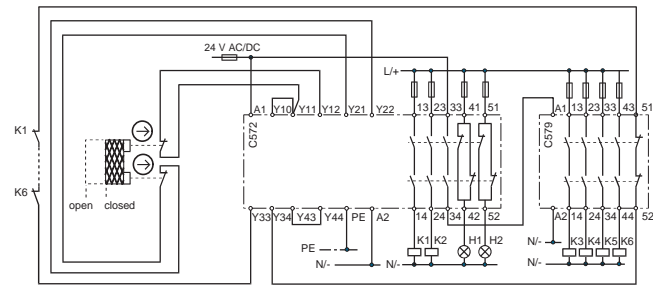 24 V AC/DC
L/+
A1 Y10 Y11 Y12 Y21 Y22 13 23 33 41 51 A1 13 23 33 43 51
C572
C579
K1
K6
open closed
Y33 Y34 Y43 Y44 PE A2 14 24 34 42 52 A2 14 24 34 44 52
K1 K2 H1 H2 K3 K4 K5 K6
PE
N/-
N/-
N/-
N/-